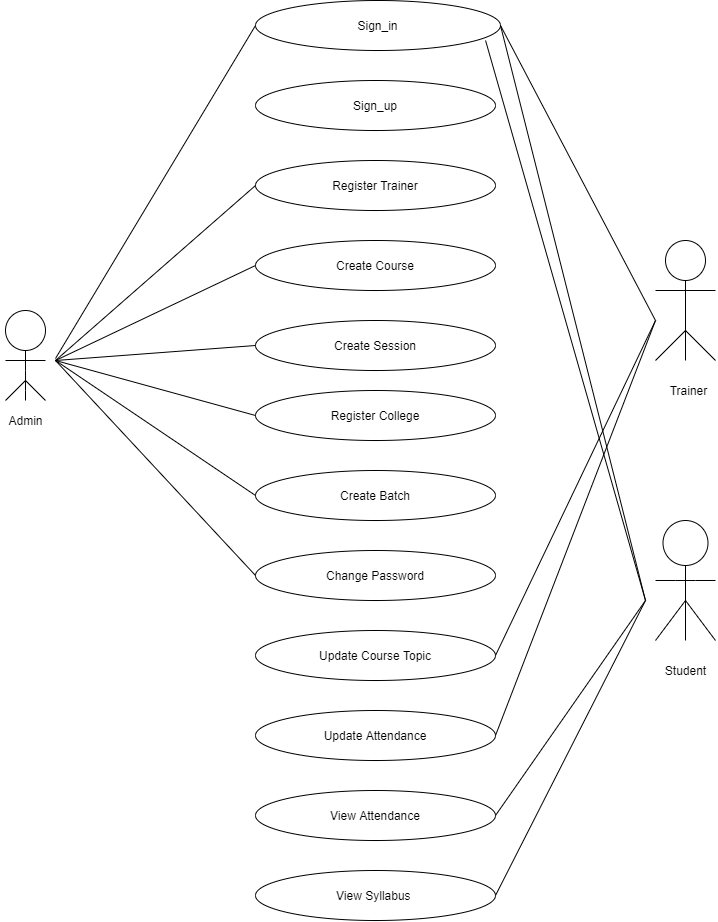 Sign_in
Sign_up
Register Trainer
Create Course
Create Session
Register College
Create Batch
Change Password
Update Course Topic
Update Attendance
View Attendance
View Syllabus
Admin
Trainer
Student